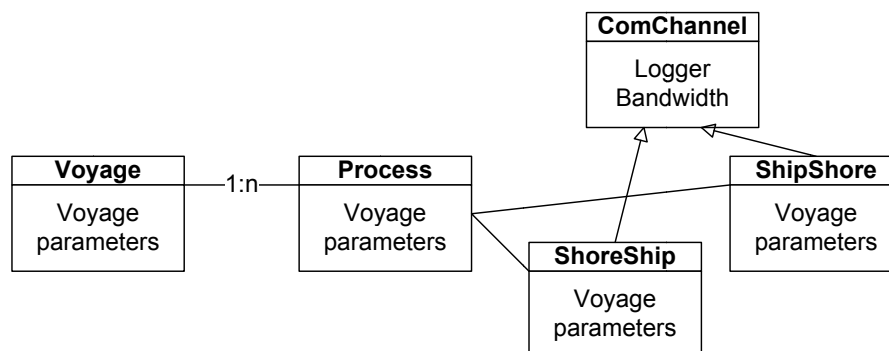 ComChannel
Logger
Bandwidth
Voyage
Voyage
parameters
1:n
Process
Voyage
parameters
ShoreShip
Voyage
parameters
ShipShore
Voyage
parameters